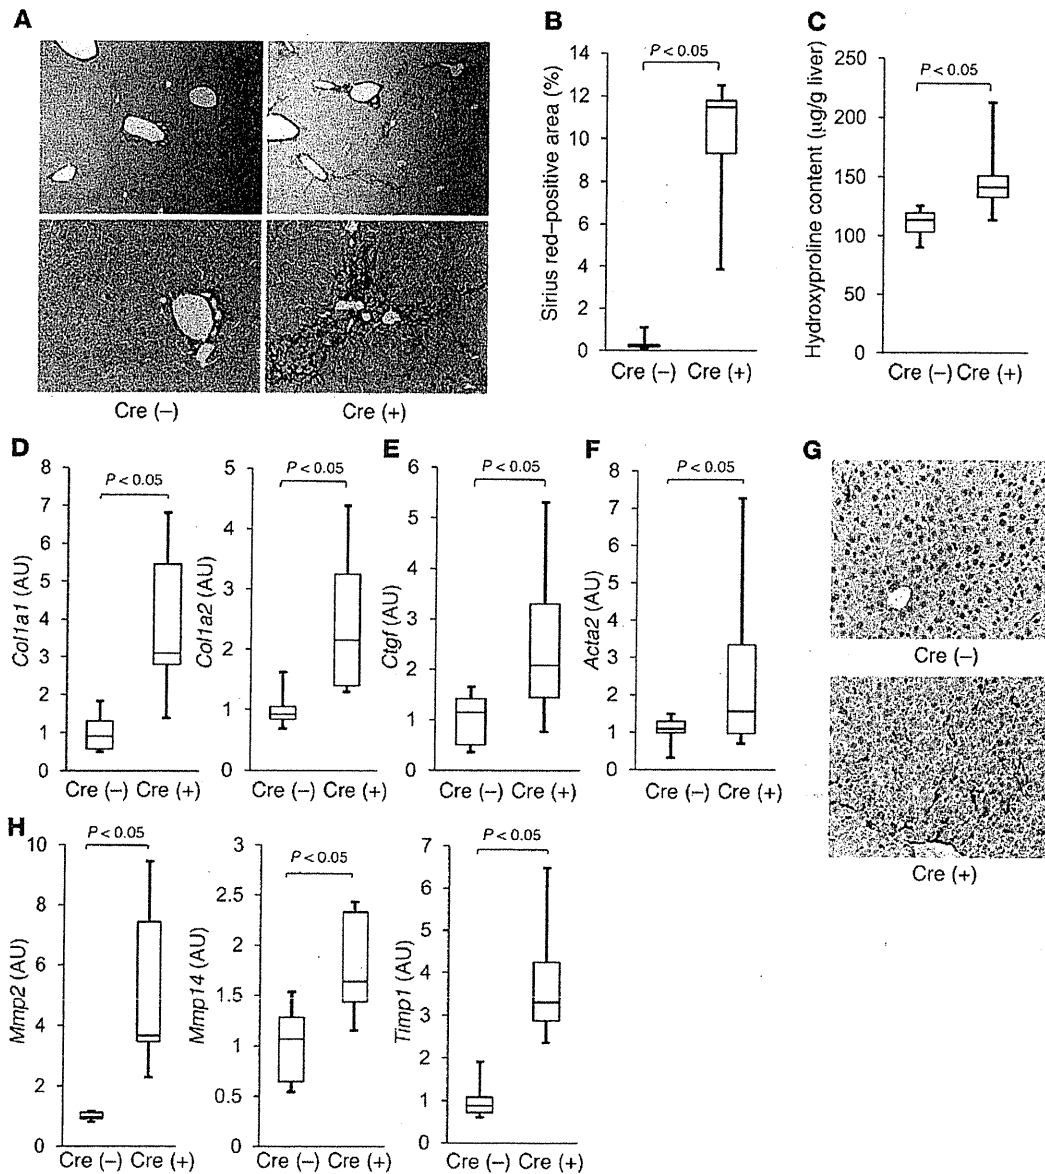 A
Cre (–)
Cre (+)
B
Sirius red–positive area (%)
14
12
10
8
6
4
2
0
P < 0.05
Cre (–) Cre (+)
C
Hydroxyproline content (μg/g liver)
250
200
150
100
50
0
P < 0.05
Cre (–) Cre (+)
D
Col1a1 (AU)
8
7
6
5
4
3
2
1
0
P < 0.05
Cre (–) Cre (+)
Col1a2 (AU)
5
4
3
2
1
0
P < 0.05
Cre (–) Cre (+)
E
Ctgf (AU)
6
5
4
3
2
1
0
P < 0.05
Cre (–) Cre (+)
F
Acta2 (AU)
8
7
6
5
4
3
2
1
0
P < 0.05
Cre (–) Cre (+)
G
Cre (–)
Cre (+)
H
Mmp2 (AU)
10
8
6
4
2
0
P < 0.05
Cre (–) Cre (+)
Mmp14 (AU)
3
2.5
2
1.5
1
0.5
0
P < 0.05
Cre (–) Cre (+)
Timp1 (AU)
7
6
5
4
3
2
1
0
P < 0.05
Cre (–) Cre (+)